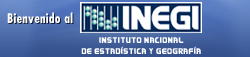 Bienvenido al INEGI
INSTITUTO NACIONAL
DE ESTADÍSTICA Y GEOGRAFÍA